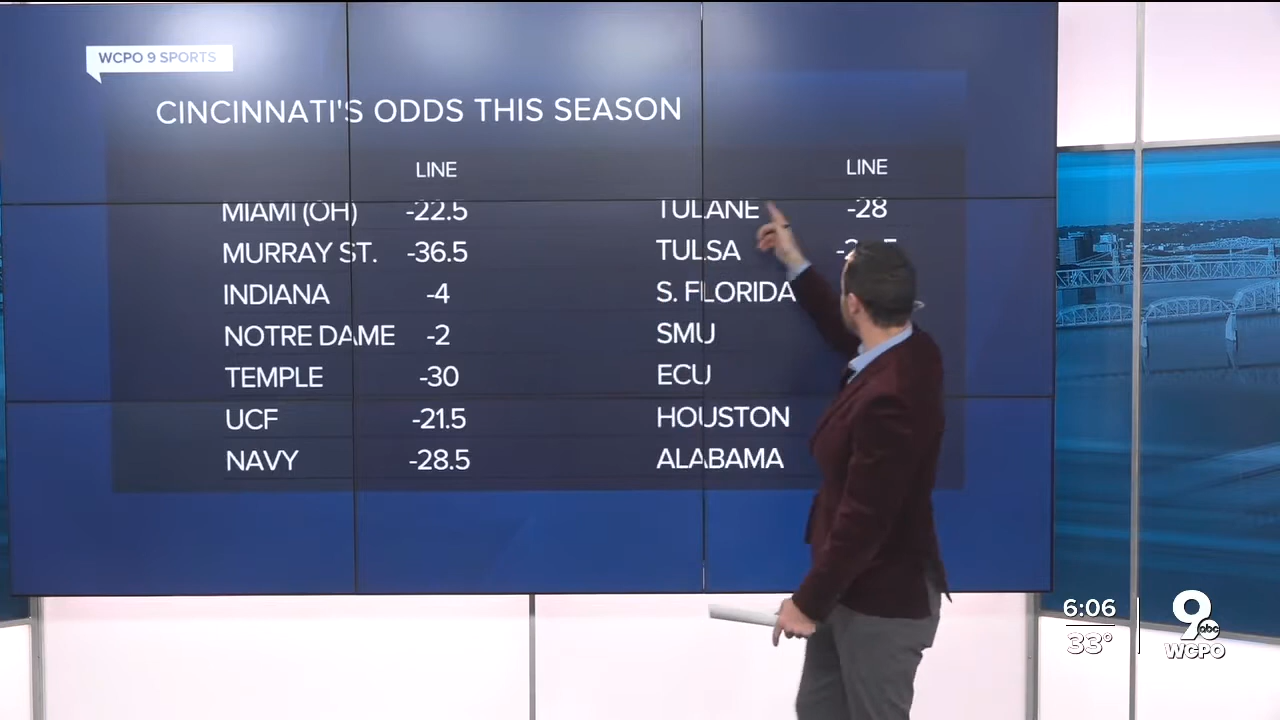 WCPO 9 SPORTS
CINCINNATI'S ODDS THIS SEASON
LINE
MIAMI (OH) -22.5
MURRAY ST. -36.5
INDIANA -4
NOTRE DAME -2
TEMPLE -30
UCF -21.5
NAVY -28.5
LINE
TULANE -28
TULSA
S. FLORIDA
SMU
ECU
HOUSTON
ALABAMA
6:06
33°
9
abc
WCPO